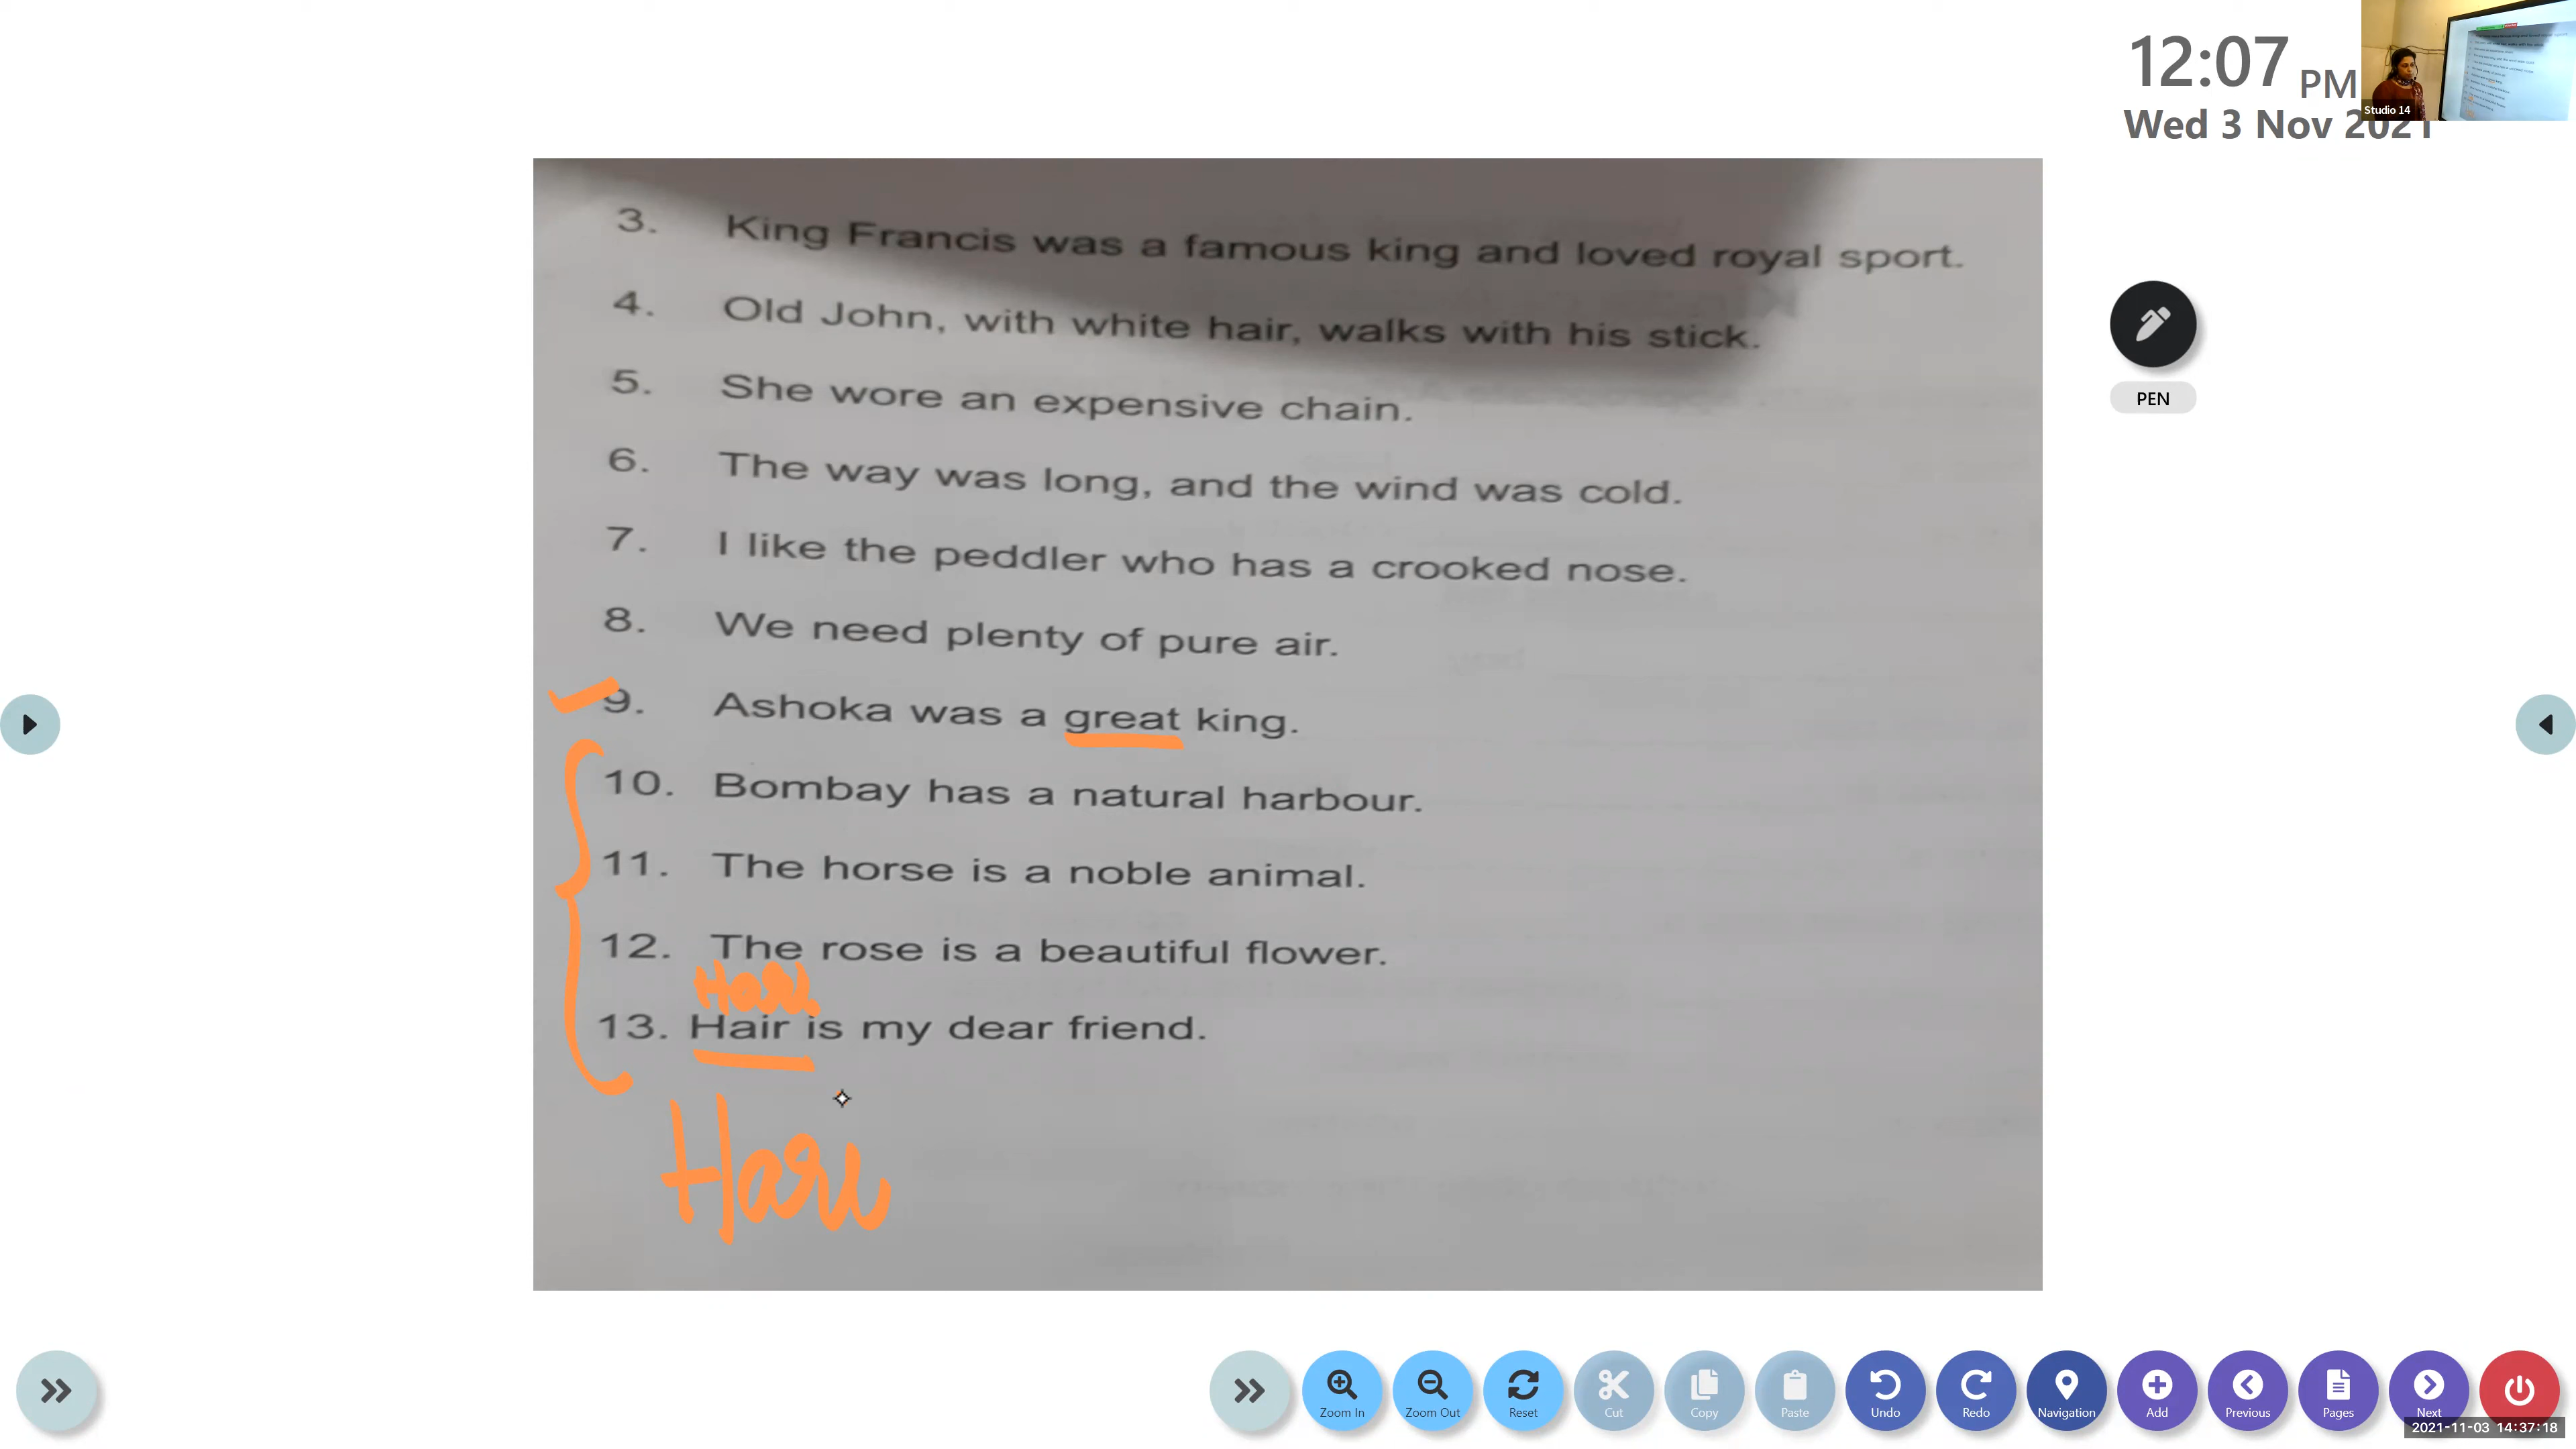 12:07 PM
Wed 3 Nov 2021
Studio 14
PEN
3. King Francis was a famous king and loved royal sport.
4. Old John, with white hair, walks with his stick.
5. She wore an expensive chain.
6. The way was long, and the wind was cold.
7. I like the peddler who has a crooked nose.
8. We need plenty of pure air.
9. Ashoka was a great king.
10. Bombay has a natural harbour.
11. The horse is a noble animal.
12. The rose is a beautiful flower.
Hari
13. Hair is my dear friend.
Hari
Zoom In Zoom Out Reset Cut Copy Paste Undo Redo Navigation Add Previous Pages Next
2021-11-03 14:37:18